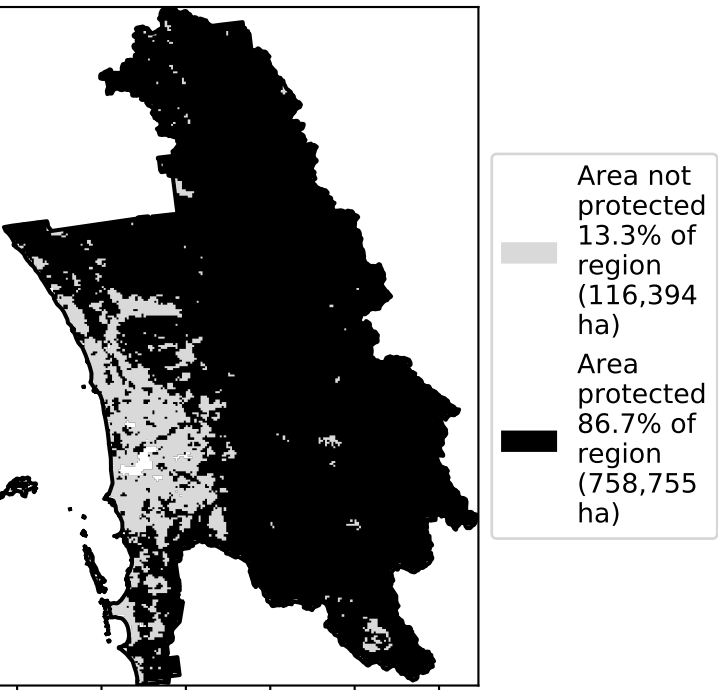 Area not
protected
13.3% of
region
(116,394
ha)
Area
protected
86.7% of
region
(758,755
ha)